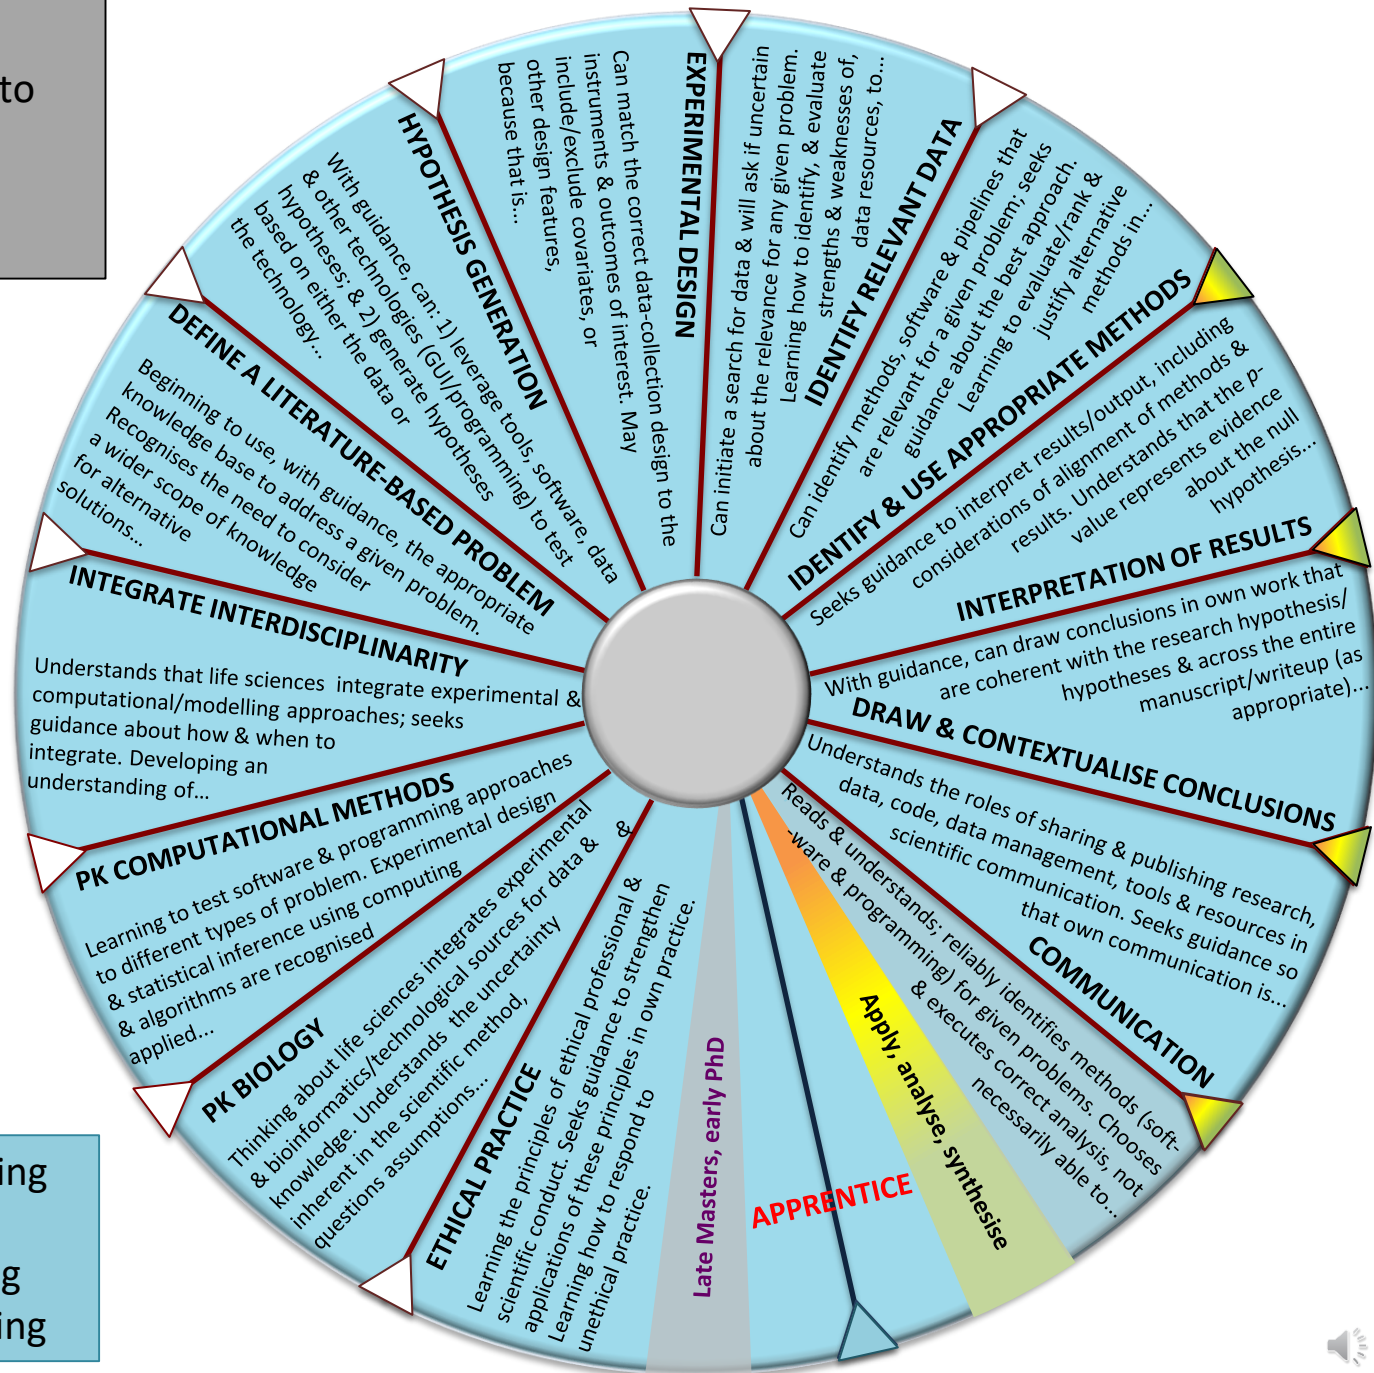 to
ing
g
ing
EXPERIMENTAL DESIGN
Can match the correct data-collection design to the
instruments & outcomes of interest. May
include/exclude covariates, or
other design features,
because that is...
IDENTIFY RELEVANT DATA
Can initiate a search for data & will ask if uncertain
about the relevance for any given problem.
Learning how to identify, & evaluate
strengths & weaknesses of,
data resources, to...
IDENTIFY & USE APPROPRIATE METHODS
Can identify methods, software & pipelines that
are relevant for a given problem; seeks
guidance about the best approach.
Learning to evaluate/rank &
justify alternative
methods in...
INTERPRETATION OF RESULTS
Seeks guidance to interpret results/output, including
considerations of alignment of methods &
results. Understands that the p-
value represents evidence
about the null
hypothesis...
DRAW & CONTEXTUALISE CONCLUSIONS
With guidance, can draw conclusions in own work that
are coherent with the research hypothesis/
hypotheses & across the entire
manuscript/writeup (as
appropriate)...
COMMUNICATION
Understands the roles of sharing & publishing research,
data, code, data management, tools & resources in
scientific communication. Seeks guidance so
that own communication is...
Reads & understands; reliably identifies methods (soft-
-ware & programming) for given problems. Chooses
& executes correct analysis, not
necessarily able to...
Apply, analyse, synthesise
APPRENTICE
Late Masters, early PhD
ETHICAL PRACTICE
Learning the principles of ethical professional &
scientific conduct. Seeks guidance to strengthen
applications of these principles in own practice.
Learning how to respond to
unethical practice.
PK BIOLOGY
Thinking about life sciences integrates experimental &
& bioinformatics/technological sources for data &
knowledge. Understands the uncertainty
inherent in the scientific method,
questions assumptions...
PK COMPUTATIONAL METHODS
Learning to test software & programming approaches
to different types of problem. Experimental design
& statistical inference using computing
& algorithms are recognised
applied...
INTEGRATE INTERDISCIPLINARITY
Understands that life sciences integrate experimental &
computational/modelling approaches; seeks
guidance about how & when to
integrate. Developing an
understanding of...
DEFINE A LITERATURE-BASED PROBLEM
Beginning to use, with guidance, the appropriate
knowledge base to address a given problem.
Recognises the need to consider
a wider scope of knowledge
for alternative
solutions...
HYPOTHESIS GENERATION
With guidance, can: 1) leverage tools, software, data
& other technologies (GUI/programming) to test
hypotheses; & 2) generate hypotheses
based on either the data or
the technology...